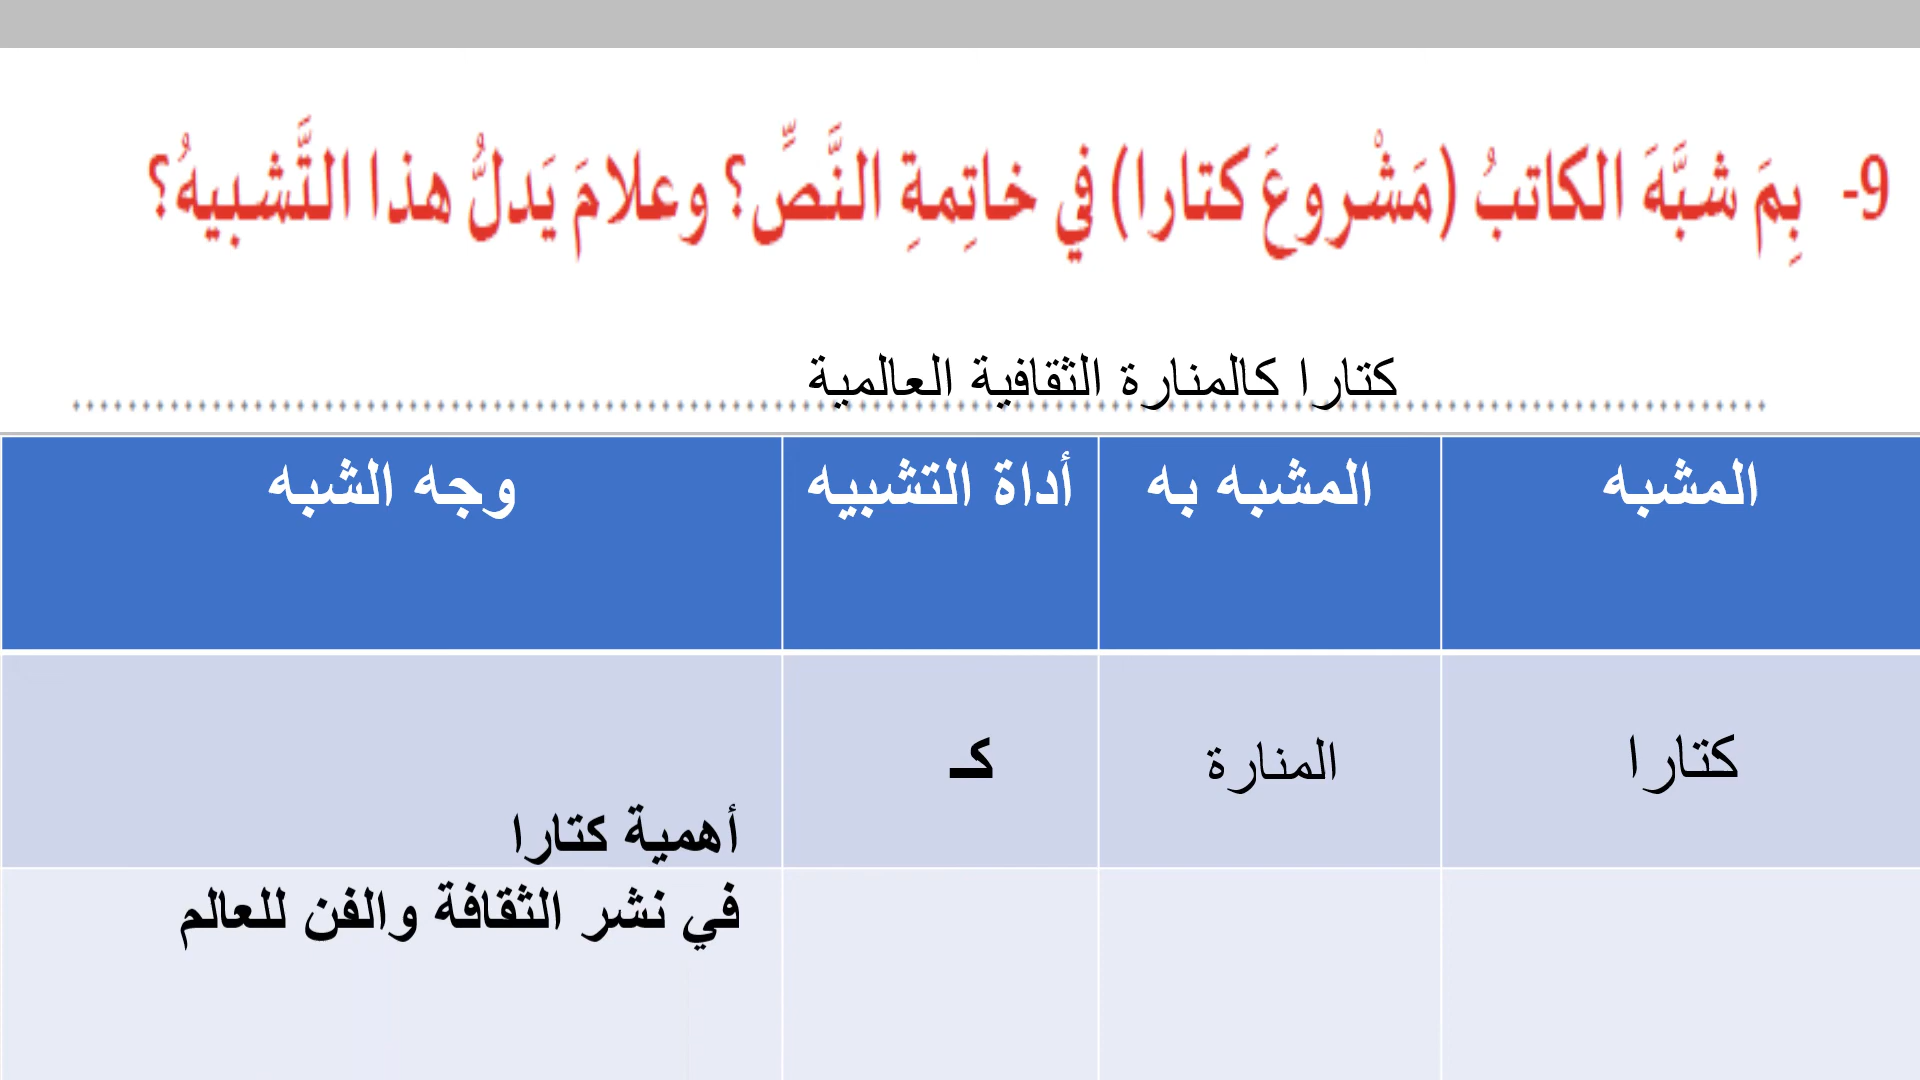 9- بِمَ شبَّهَ الكاتبُ (مَشْروعَ كتارا) في خاتِمةِ النَّصِّ؟ وعلامَ يَدلُّ هذا التَّشبيهُ؟
كتارا كالمنارة الثقافية العالمية
المشبه المشبه به أداة التشبيه وجه الشبه
كتارا المنارة كـ
أهمية كتارا
في نشر الثقافة والفن للعالم